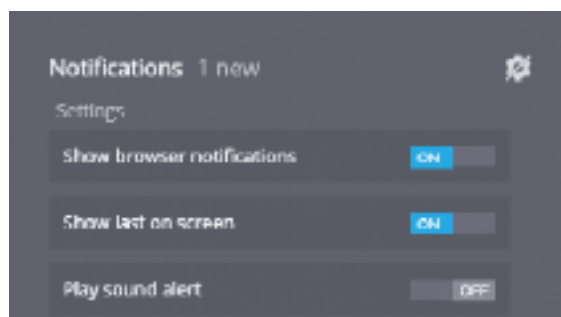 Notifications 1 new
Settings
Show browser notifications ON
Show last on screen ON
Play sound alert OFF